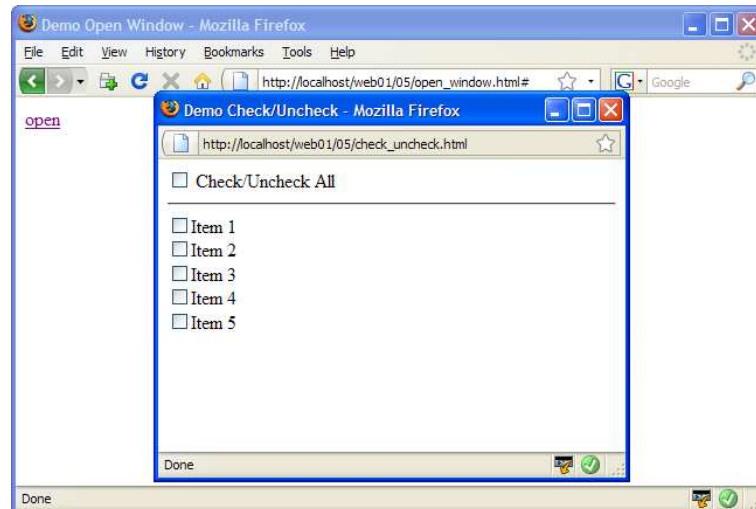 Demo Open Window - Mozilla Firefox
File Edit View History Bookmarks Tools Help
http://localhost/web01/05/open_window.html# G Google
open
Demo Check/Uncheck - Mozilla Firefox
http://localhost/web01/05/check_uncheck.html
Check/Uncheck All
Item 1
Item 2
Item 3
Item 4
Item 5
Done
Done